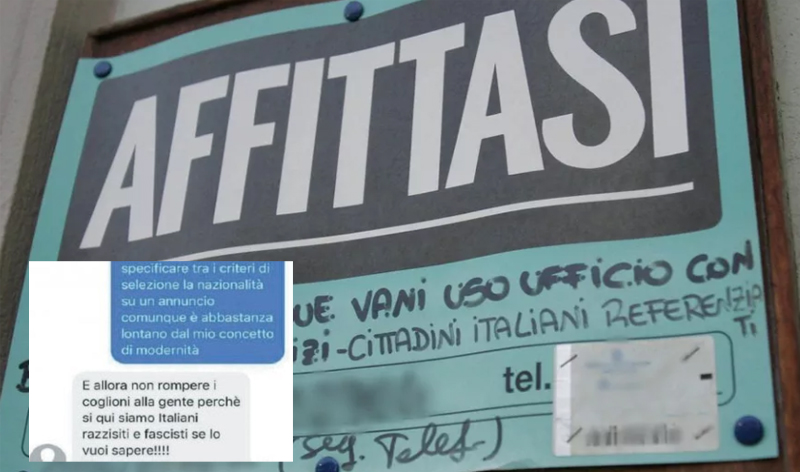 AFFITTASI
UE VANI USO UFFICIO CON
IZI-CITTADINI ITALIANI REFERENZIA
TI
tel.
(seg. Telef.)
specificare tra i criteri di
selezione la nazionalità
su un annuncio
comunque è abbastanza
lontano dal mio concetto
di modernità
E allora non rompere i
coglioni alla gente perchè
si qui siamo Italiani
razzisiti e fascisti se lo
vuoi sapere!!!!